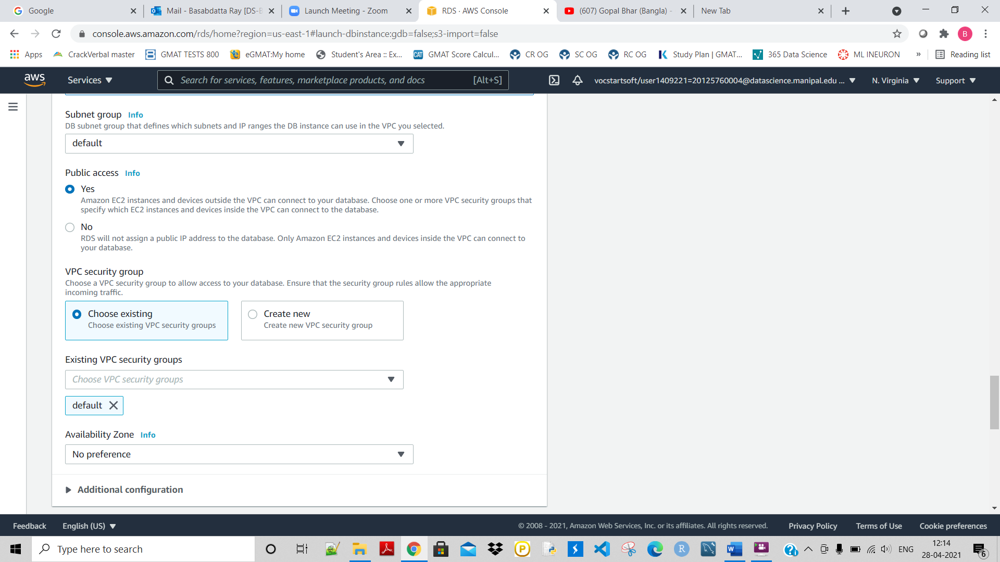 Google
Mail - Basabdatta Ray [DS-B
Launch Meeting - Zoom
RDS · AWS Console
(607) Gopal Bhar (Bangla) -
New Tab
console.aws.amazon.com/rds/home?region=us-east-1#launch-dbinstance:gdb=false;s3-import=false
B
Apps
CrackVerbal master
GMAT TESTS 800
eGMAT:My home
Student's Area :: Ex...
CAT
GMAT Score Calcul...
CR OG
SC OG
RC OG
Study Plan | GMAT...
365 Data Science
ML INEURON
»
Reading list
aws
Services
Search for services, features, marketplace products, and docs
[Alt+S]
vocstartsoft/user1409221=20125760004@datascience.manipal.edu ...
N. Virginia
Support
Subnet group Info
DB subnet group that defines which subnets and IP ranges the DB instance can use in the VPC you selected.
default
Public access Info
Yes
Amazon EC2 instances and devices outside the VPC can connect to your database. Choose one or more VPC security groups that
specify which EC2 instances and devices inside the VPC can connect to the database.
No
RDS will not assign a public IP address to the database. Only Amazon EC2 instances and devices inside the VPC can connect to
your database.
VPC security group
Choose a VPC security group to allow access to your database. Ensure that the security group rules allow the appropriate
incoming traffic.
Choose existing
Choose existing VPC security groups
Create new
Create new VPC security group
Existing VPC security groups
Choose VPC security groups
default
Availability Zone Info
No preference
Additional configuration
Feedback
English (US)
© 2008 - 2021, Amazon Web Services, Inc. or its affiliates. All rights reserved.
Privacy Policy
Terms of Use
Cookie preferences
Type here to search
ENG
12:14
28-04-2021
6